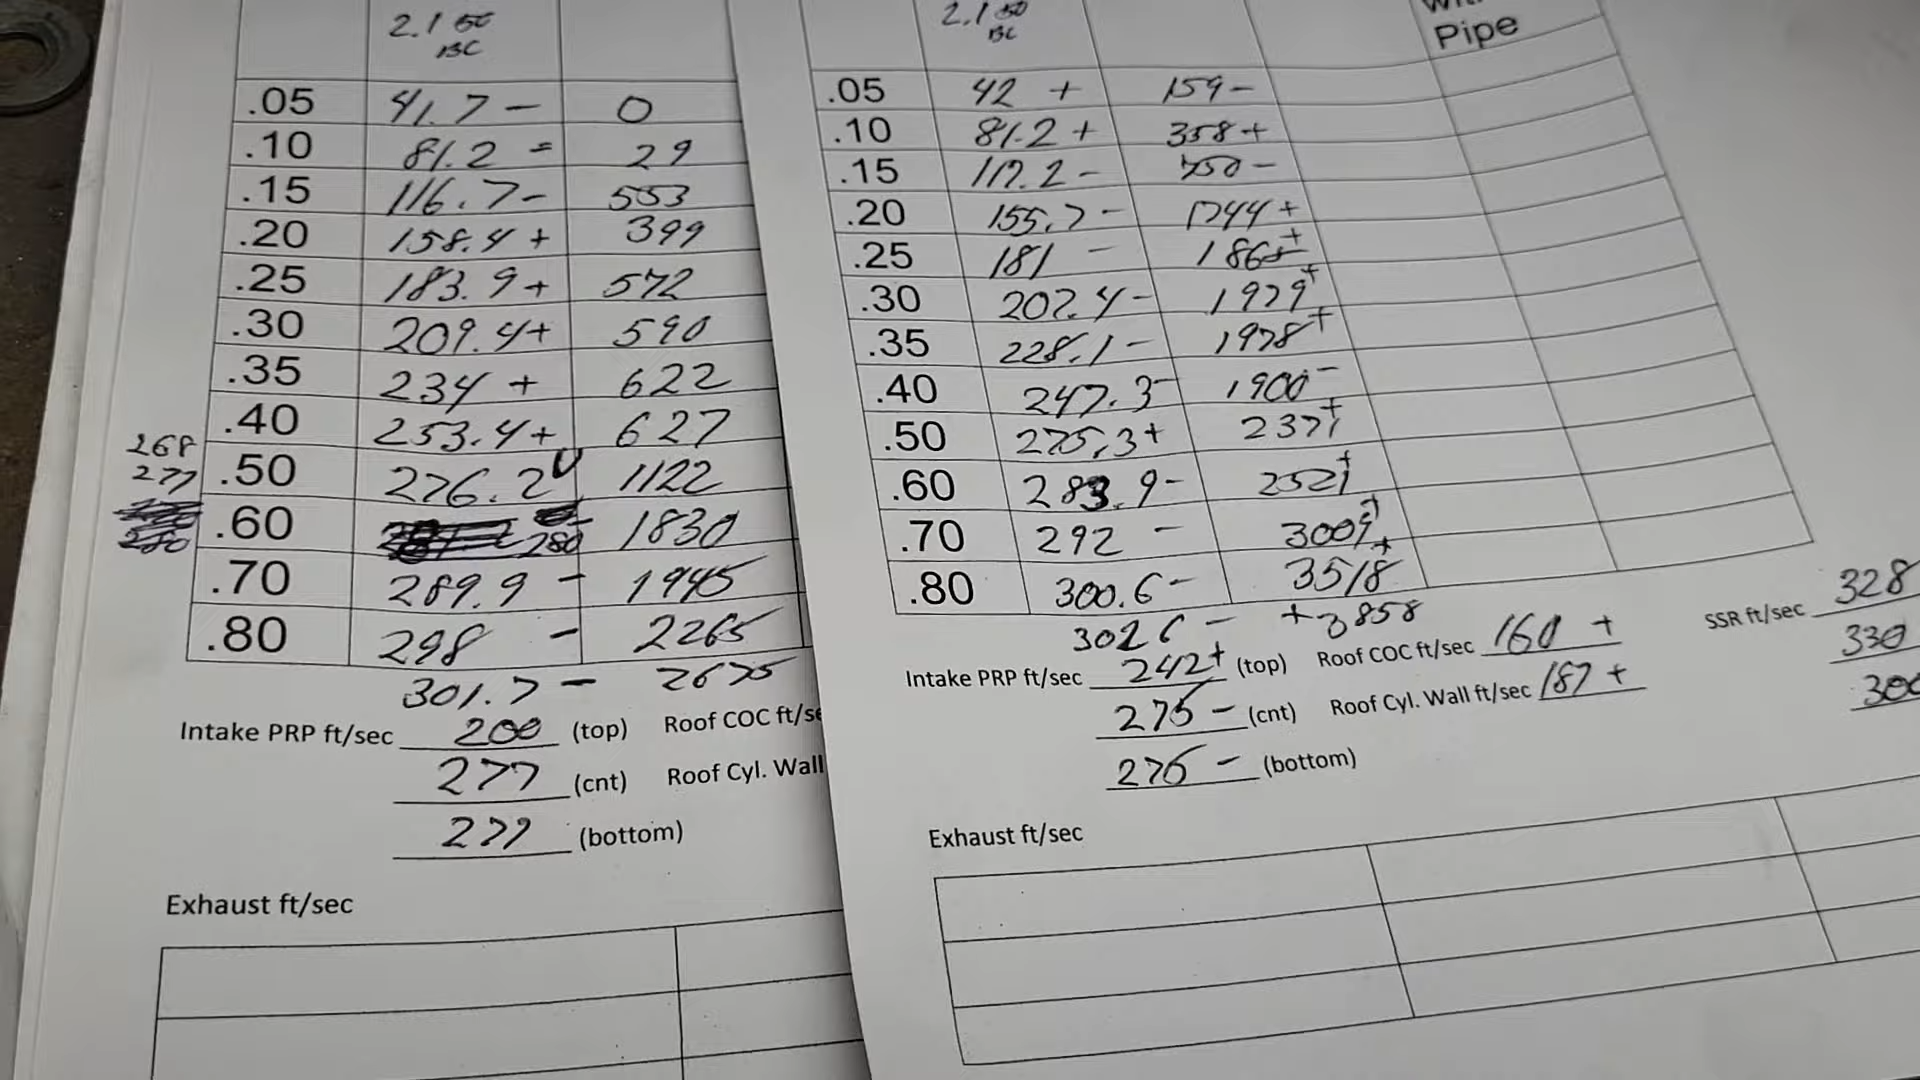 2.150
BC
.05 41.7 - 0
.10 81.2 = 29
.15 116.7 - 553
.20 158.4 + 399
.25 183.9 + 572
.30 209.4 + 590
.35 234 + 622
.40 253.4 + 627
268
277 .50 276.2 1122
280 .60 280 1830
.70 289.9 - 1945
.80 298 - 2265
301.7 - 2675
Intake PRP ft/sec 200 (top) Roof COC ft/se
277 (cnt) Roof Cyl. Wall
277 (bottom)
Exhaust ft/sec
2.150
BC
Pipe
.05 42 + 159 -
.10 81.2 + 358 +
.15 117.2 - 750 -
.20 155.7 - 1744 +
.25 181 - 186 +
.30 207.4 - 1979 +
.35 228.1 - 1978 +
.40 247.3 - 1900 -
.50 275.3 + 2371 +
.60 283.9 - 2521 +
.70 292 - 3009 +
.80 300.6 - 3518 +
302.6 - + 3858
Intake PRP ft/sec 242 + (top) Roof COC ft/sec 160 + SSR ft/sec 328
275 - (cnt) Roof Cyl. Wall ft/sec 187 + 330
276 - (bottom) 300
Exhaust ft/sec